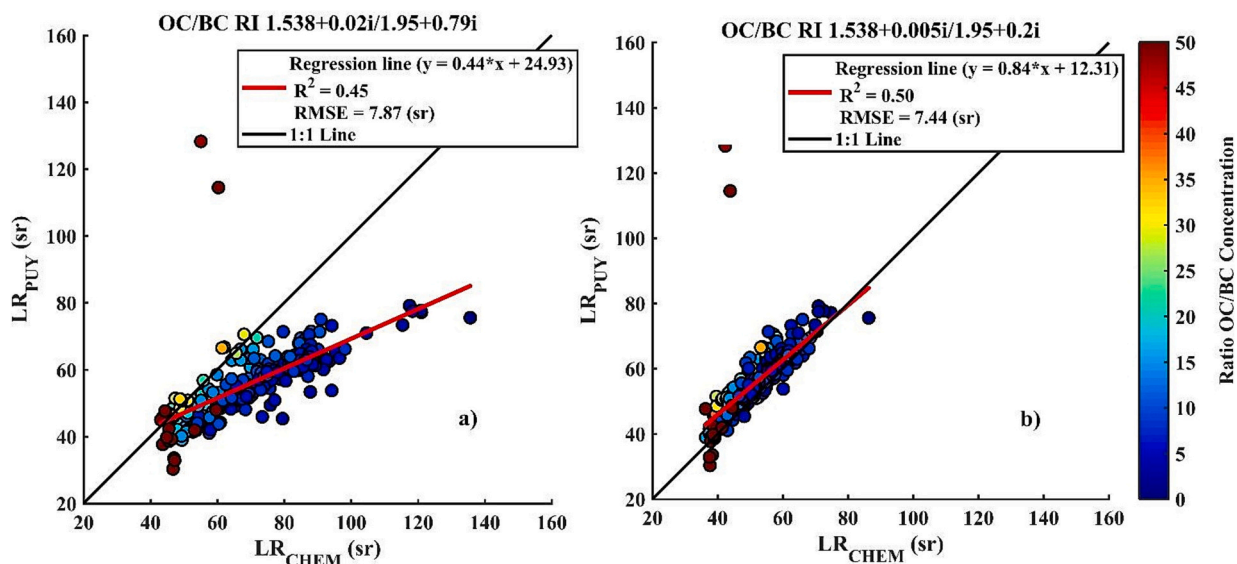 OC/BC RI 1.538+0.02i/1.95+0.79i
160
140
120
100
80
60
40
20
LR_PUY (sr)
Regression line (y = 0.44*x + 24.93)
R² = 0.45
RMSE = 7.87 (sr)
1:1 Line
a)
20 40 60 80 100 120 140 160
LR_CHEM (sr)
OC/BC RI 1.538+0.005i/1.95+0.2i
160
140
120
100
80
60
40
20
LR_PUY (sr)
Regression line (y = 0.84*x + 12.31)
R² = 0.50
RMSE = 7.44 (sr)
1:1 Line
b)
20 40 60 80 100 120 140 160
LR_CHEM (sr)
50
45
40
35
30
25
20
15
10
5
0
Ratio OC/BC Concentration